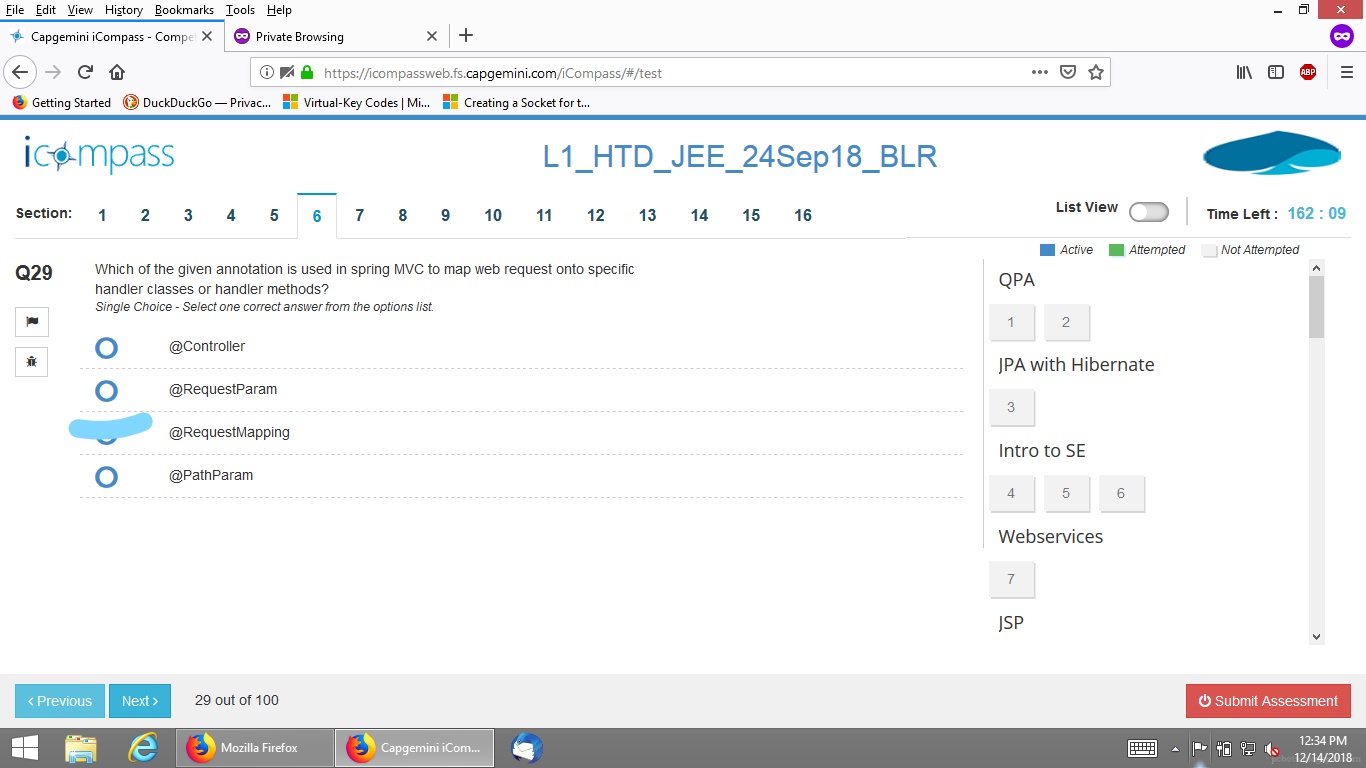 File Edit View History Bookmarks Tools Help
Capgemini iCompass - Compe
Private Browsing
https://icompassweb.fs.capgemini.com/iCompass/#/test
Getting Started
DuckDuckGo — Privac...
Virtual-Key Codes | Mi...
Creating a Socket for t...
icompass
L1_HTD_JEE_24Sep18_BLR
Section: 1 2 3 4 5 6 7 8 9 10 11 12 13 14 15 16
List View
Time Left : 162 : 09
Active Attempted Not Attempted
Q29
Which of the given annotation is used in spring MVC to map web request onto specific
handler classes or handler methods?
Single Choice - Select one correct answer from the options list.
@Controller
@RequestParam
@RequestMapping
@PathParam
QPA
1 2
JPA with Hibernate
3
Intro to SE
4 5 6
Webservices
7
JSP
‹ Previous
Next ›
29 out of 100
Submit Assessment
Mozilla Firefox
Capgemini iCom...
12:34 PM
12/14/2018
ABP